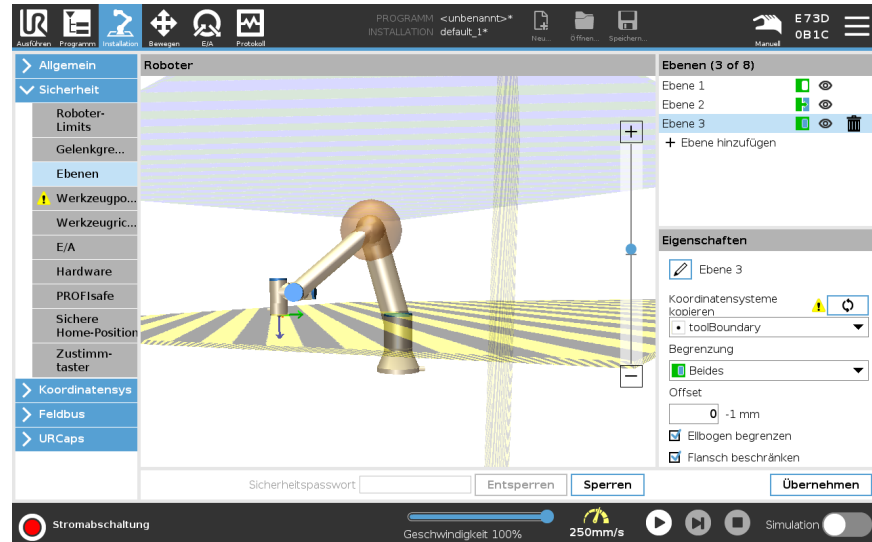 PROGRAMM <unbenannt>*
INSTALLATION default_1*
Ausführen Programm Installation Bewegen E/A Protokoll
Neu... Öffnen... Speichern...
Manuell
E73D
0B1C
Allgemein
Sicherheit
Roboter-
Limits
Gelenkgre...
Ebenen
Werkzeugpo...
Werkzeugric...
E/A
Hardware
PROFIsafe
Sichere
Home-Position
Zustimm-
taster
Koordinatensys
Feldbus
URCaps
Roboter
Ebenen (3 of 8)
Ebene 1
Ebene 2
Ebene 3
+ Ebene hinzufügen
Eigenschaften
Ebene 3
Koordinatensysteme
kopieren
toolBoundary
Begrenzung
Beides
Offset
0 -1 mm
Ellbogen begrenzen
Flansch beschränken
Sicherheitspasswort Entsperren Sperren Übernehmen
Stromabschaltung
Geschwindigkeit 100%
250mm/s
Simulation